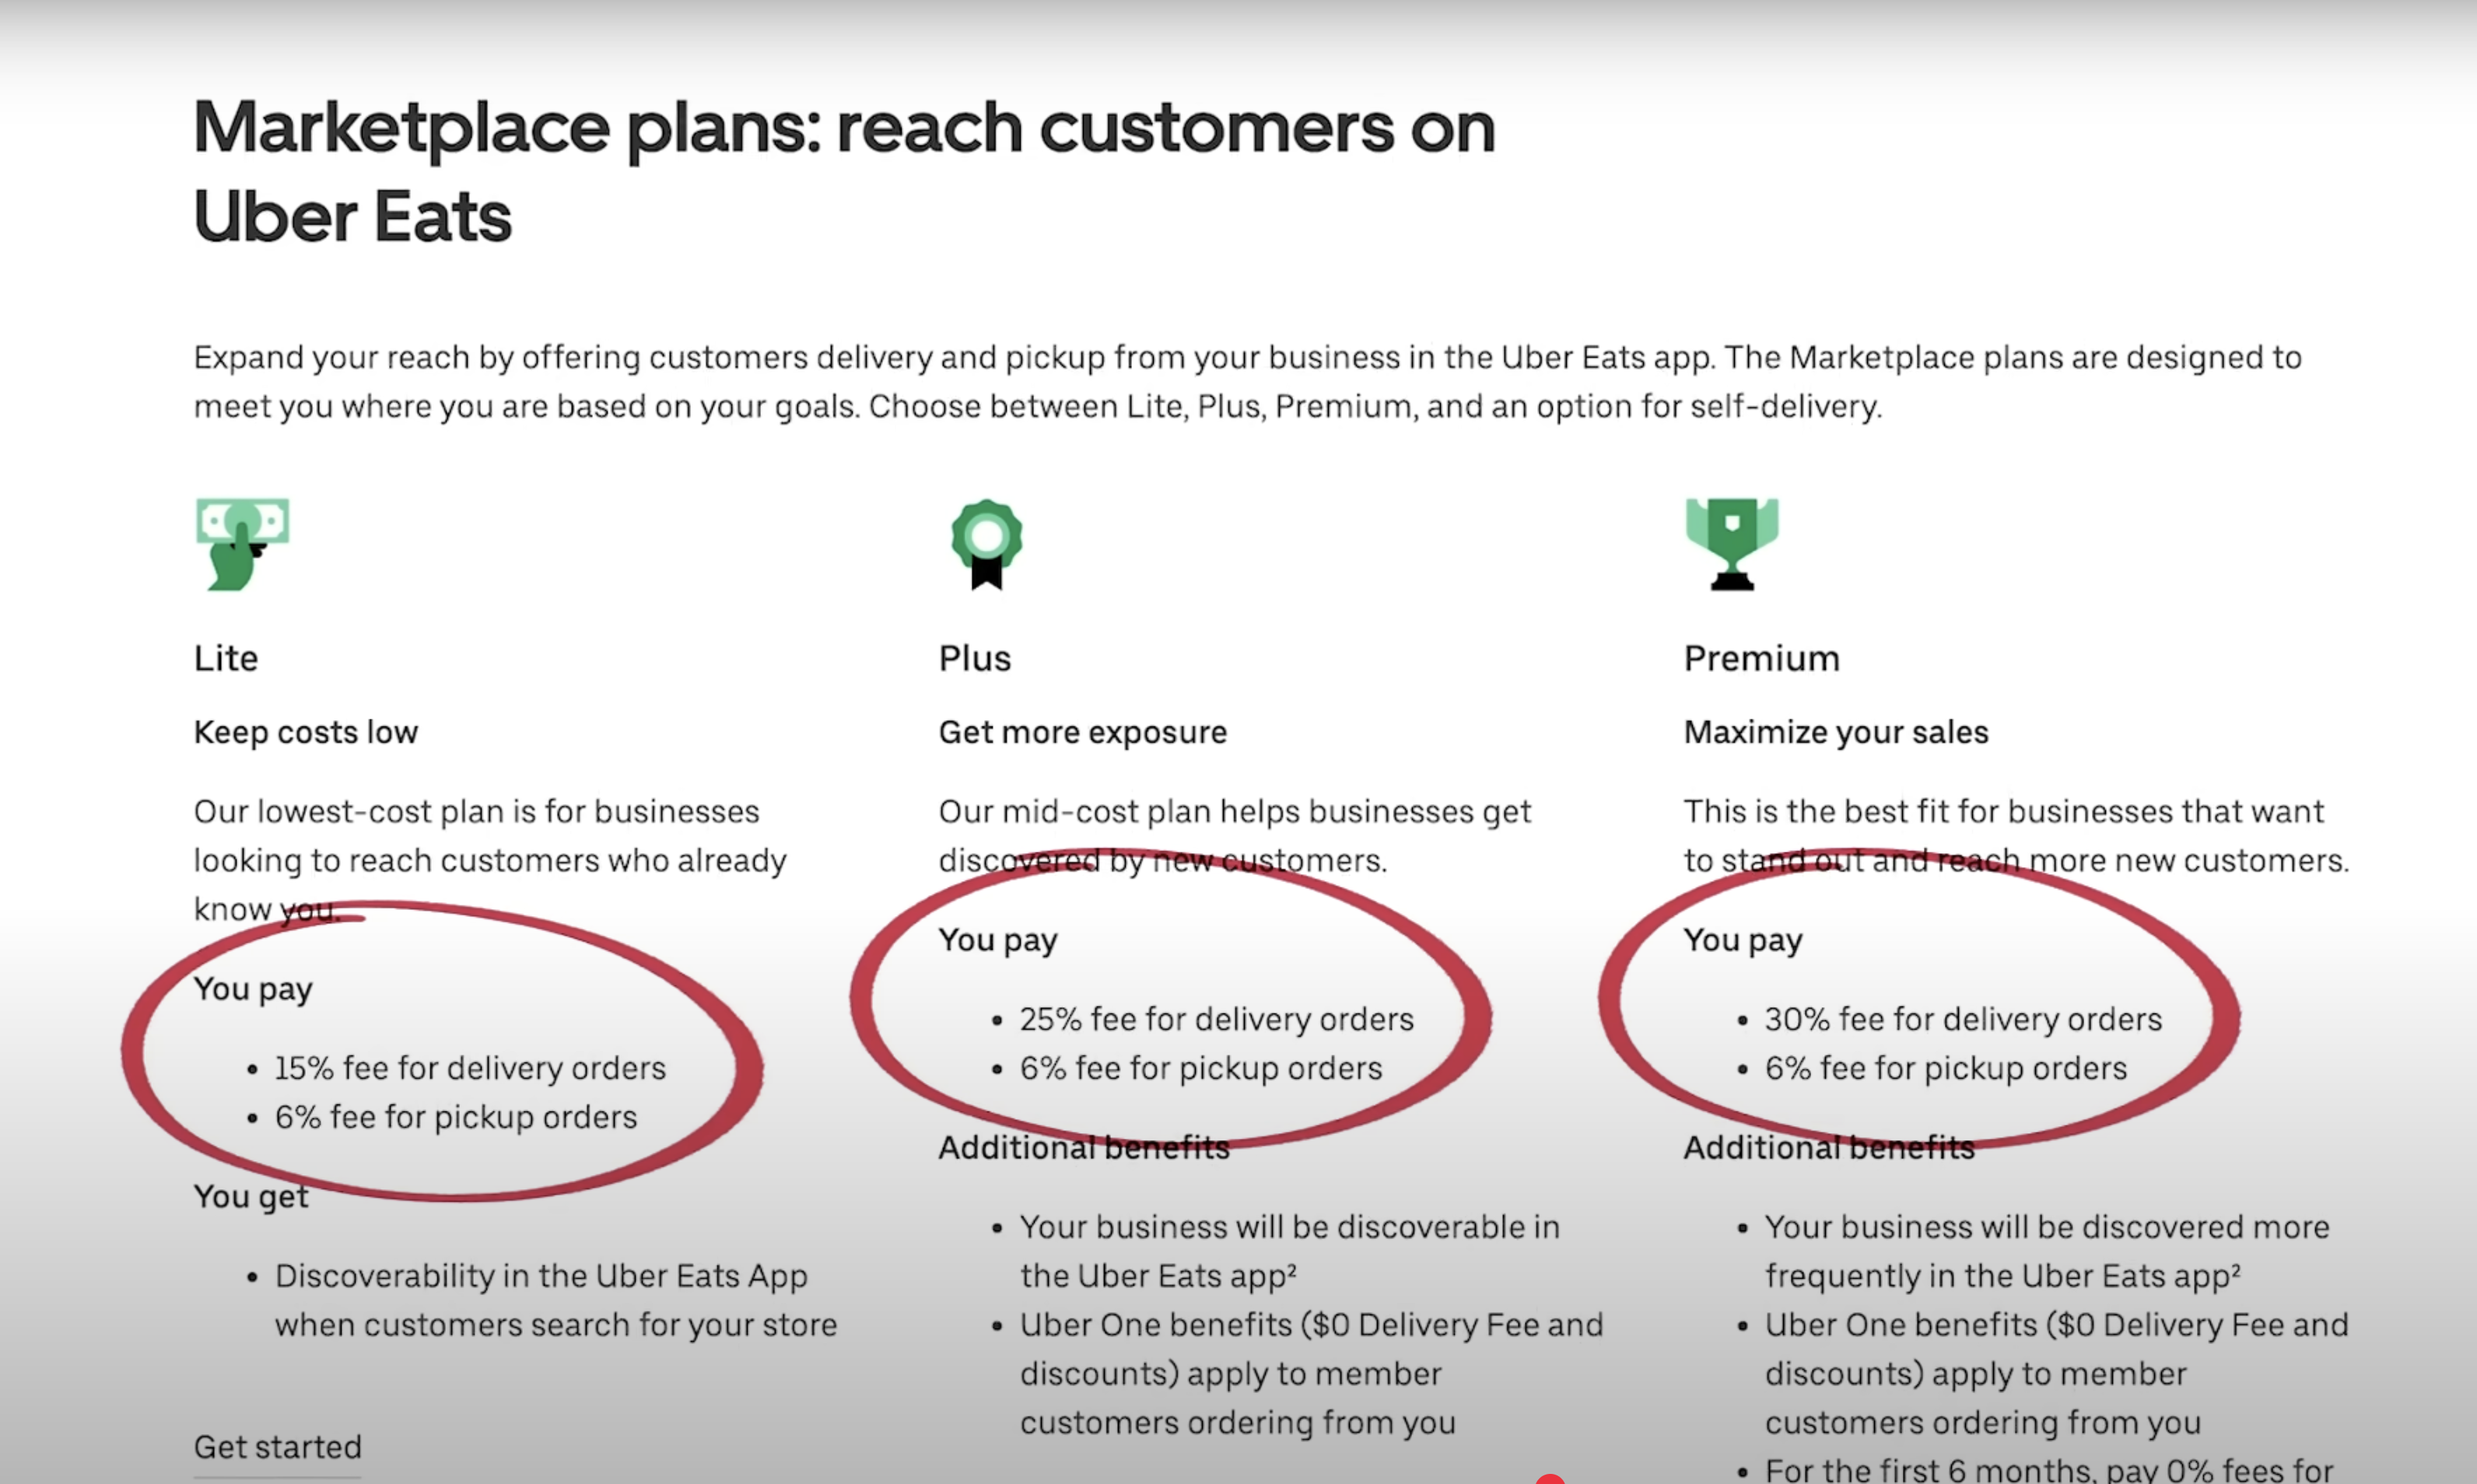 Marketplace plans: reach customers on
Uber Eats
Expand your reach by offering customers delivery and pickup from your business in the Uber Eats app. The Marketplace plans are designed to
meet you where you are based on your goals. Choose between Lite, Plus, Premium, and an option for self-delivery.
Lite
Keep costs low
Our lowest-cost plan is for businesses
looking to reach customers who already
know you.
You pay
• 15% fee for delivery orders
• 6% fee for pickup orders
You get
• Discoverability in the Uber Eats App
when customers search for your store
Get started
Plus
Get more exposure
Our mid-cost plan helps businesses get
discovered by new customers.
You pay
• 25% fee for delivery orders
• 6% fee for pickup orders
Additional benefits
• Your business will be discoverable in
the Uber Eats app²
• Uber One benefits ($0 Delivery Fee and
discounts) apply to member
customers ordering from you
Premium
Maximize your sales
This is the best fit for businesses that want
to stand out and reach more new customers.
You pay
• 30% fee for delivery orders
• 6% fee for pickup orders
Additional benefits
• Your business will be discovered more
frequently in the Uber Eats app²
• Uber One benefits ($0 Delivery Fee and
discounts) apply to member
customers ordering from you
• For the first 6 months, pay 0% fees for